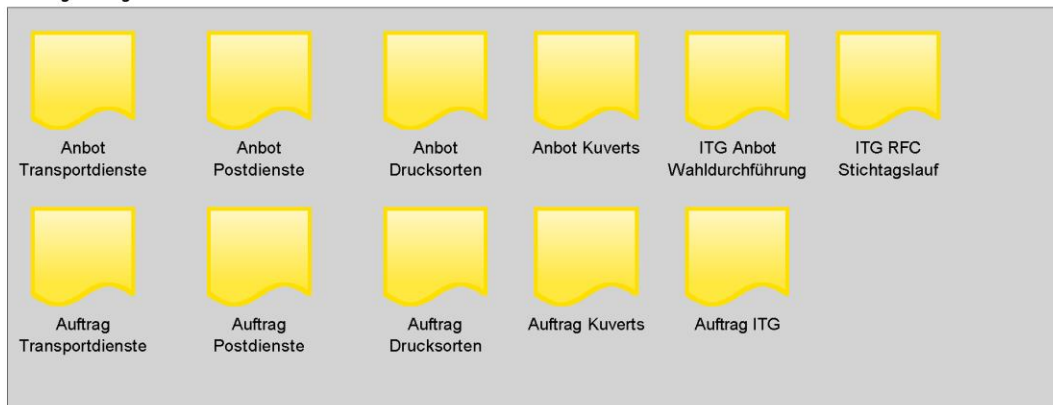 Anbot
Transportdienste
Anbot
Postdienste
Anbot
Drucksorten
Anbot Kuverts
ITG Anbot
Wahldurchführung
ITG RFC
Stichtagslauf
Auftrag
Transportdienste
Auftrag
Postdienste
Auftrag
Drucksorten
Auftrag Kuverts
Auftrag ITG